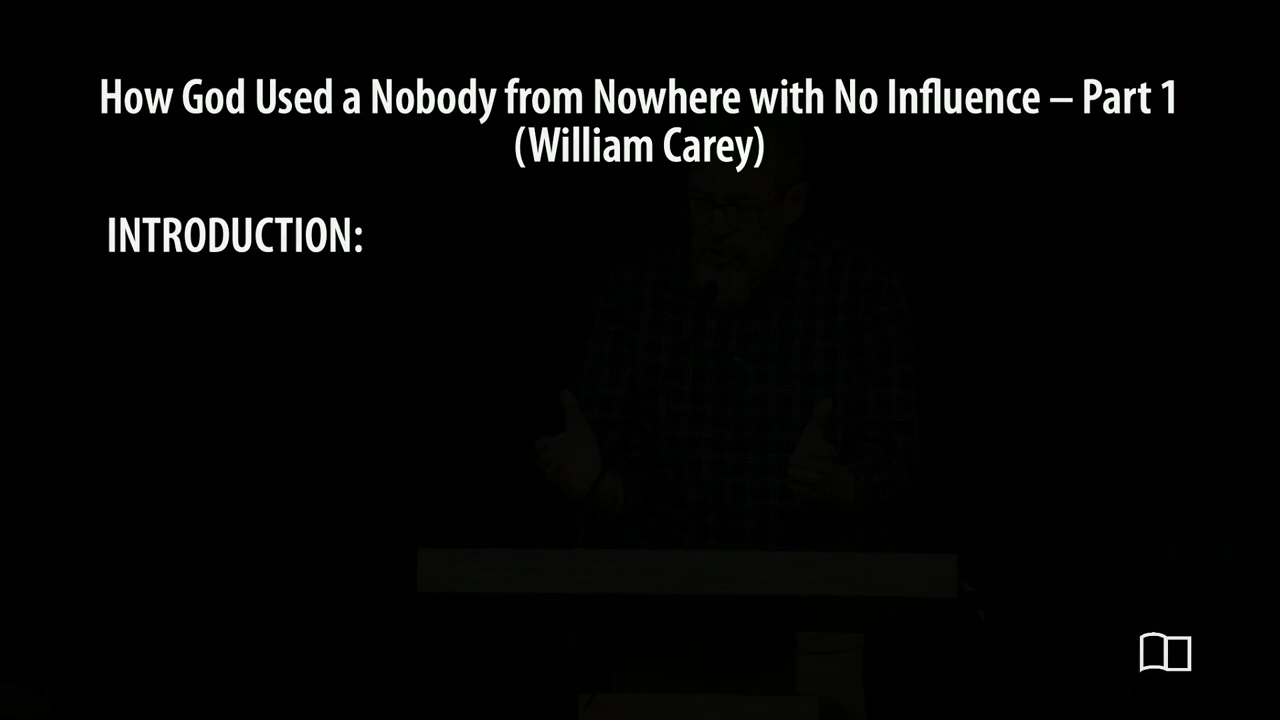 How God Used a Nobody from Nowhere with No Influence – Part 1
(William Carey)
INTRODUCTION: